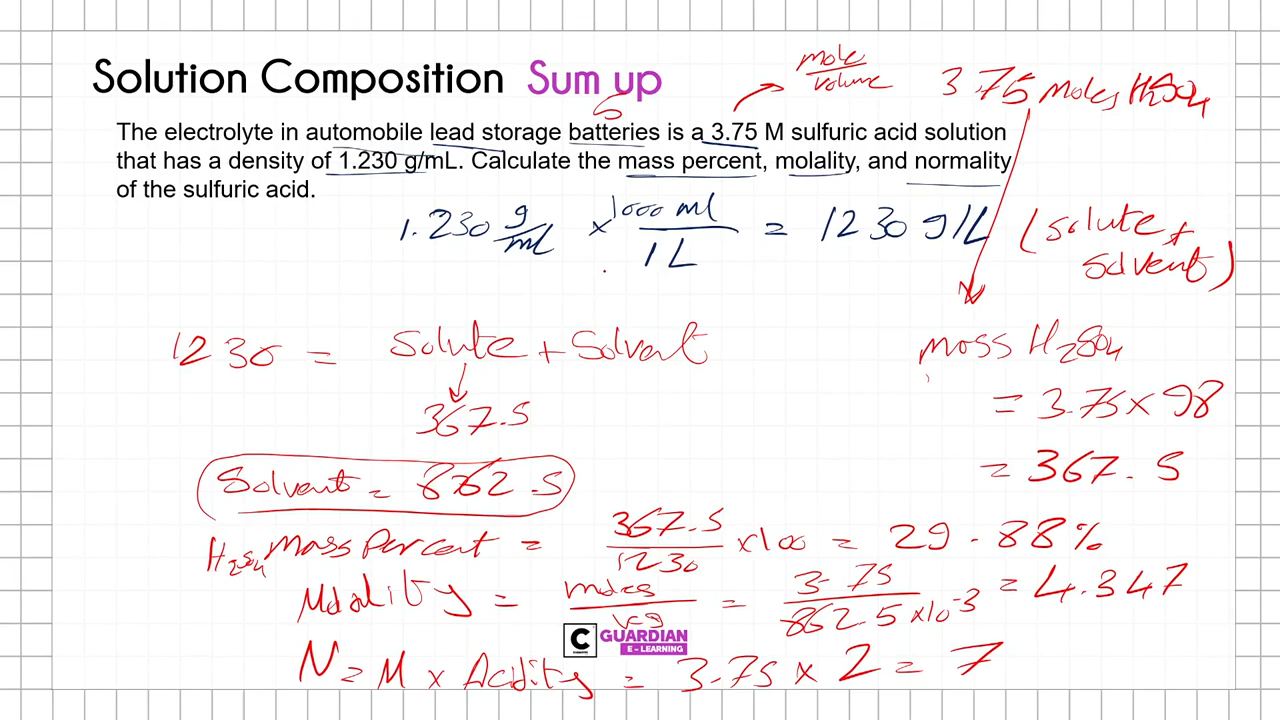 Solution Composition Sum up
mole
volume
3.75 moles H2SO4
5
The electrolyte in automobile lead storage batteries is a 3.75 M sulfuric acid solution
that has a density of 1.230 g/mL. Calculate the mass percent, molality, and normality
of the sulfuric acid.
1.230 g/ml × 1000 ml / 1 L = 1230 g/L
(solute +
solvent)
1230 = Solute + Solvent
mass H2SO4
367.5
= 3.75 × 98
= 367.5
Solvent = 862.5
H2SO4 Mass Percent = 367.5 / 1230 × 100 = 29.88%
Molality = moles / kg = 3.75 / 862.5 × 10^-3 = 4.347
C GUARDIAN
E - LEARNING
N = M × Acidity = 3.75 × 2 = 7